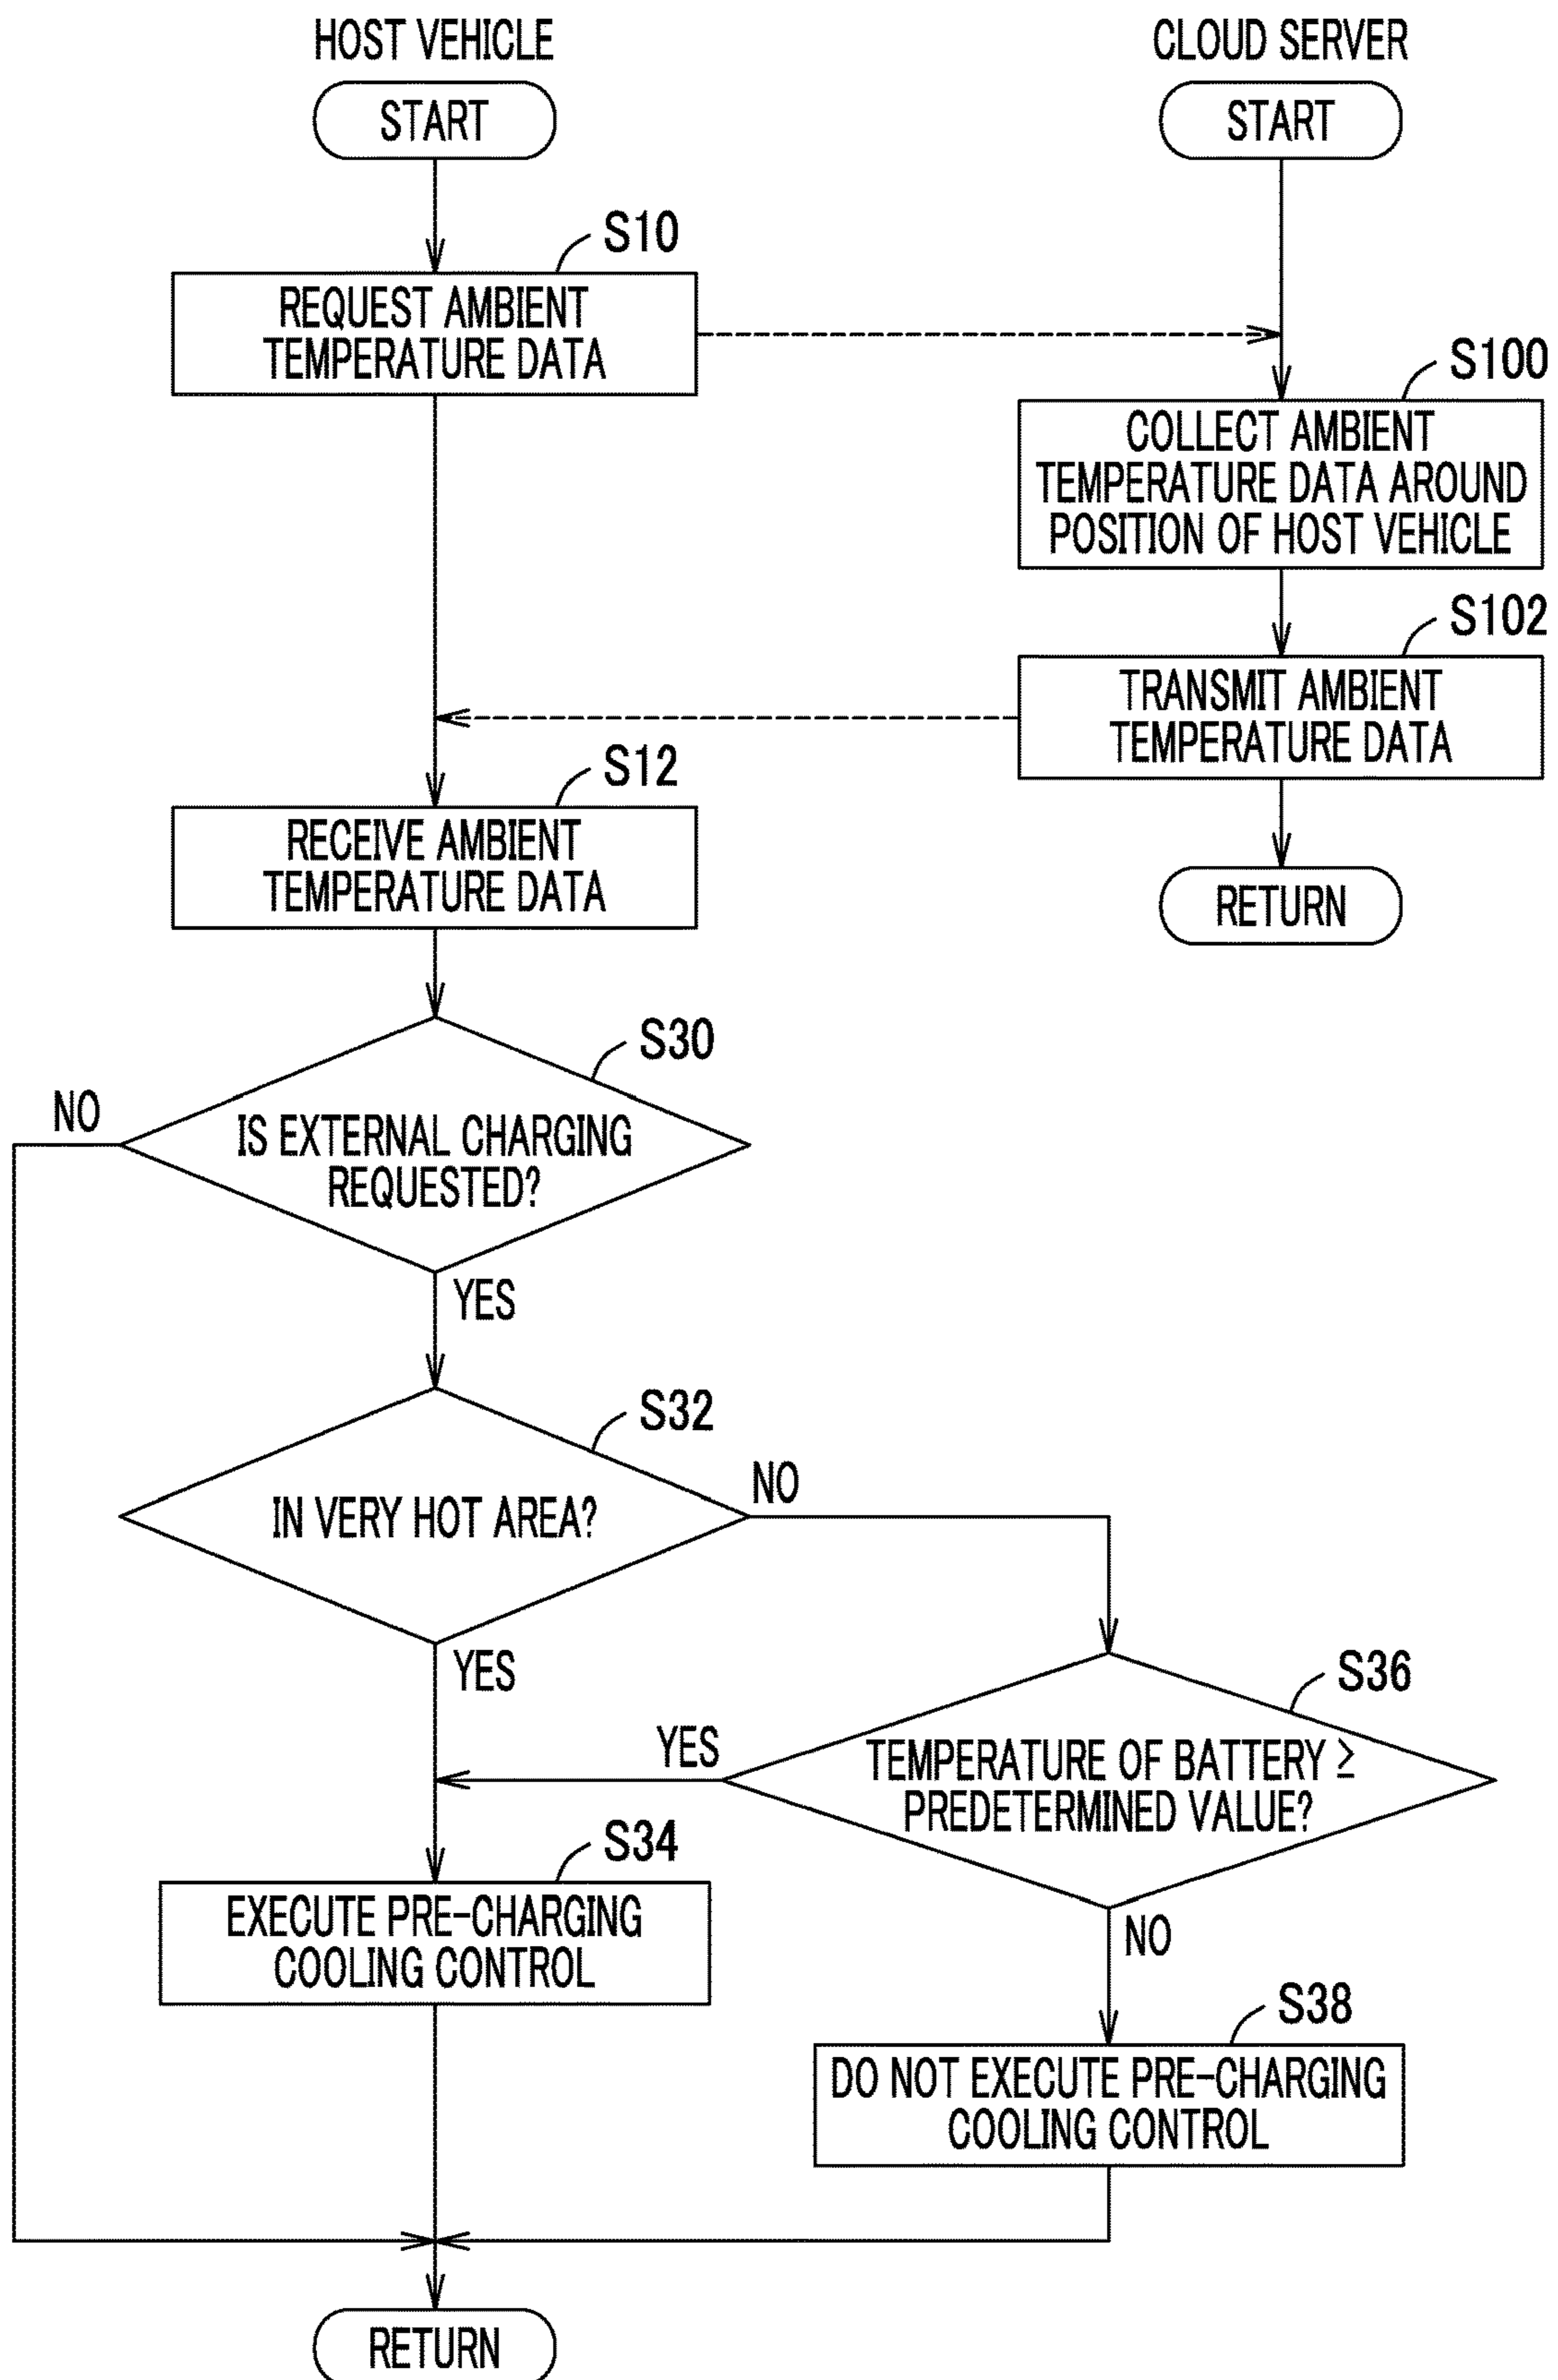 HOST VEHICLE
CLOUD SERVER
START
START
S10
REQUEST AMBIENT
TEMPERATURE DATA
S100
COLLECT AMBIENT
TEMPERATURE DATA AROUND
POSITION OF HOST VEHICLE
S102
TRANSMIT AMBIENT
TEMPERATURE DATA
S12
RECEIVE AMBIENT
TEMPERATURE DATA
RETURN
S30
NO
IS EXTERNAL CHARGING
REQUESTED?
YES
S32
NO
IN VERY HOT AREA?
YES
S36
YES
TEMPERATURE OF BATTERY ≥
PREDETERMINED VALUE?
S34
EXECUTE PRE-CHARGING
COOLING CONTROL
NO
S38
DO NOT EXECUTE PRE-CHARGING
COOLING CONTROL
RETURN